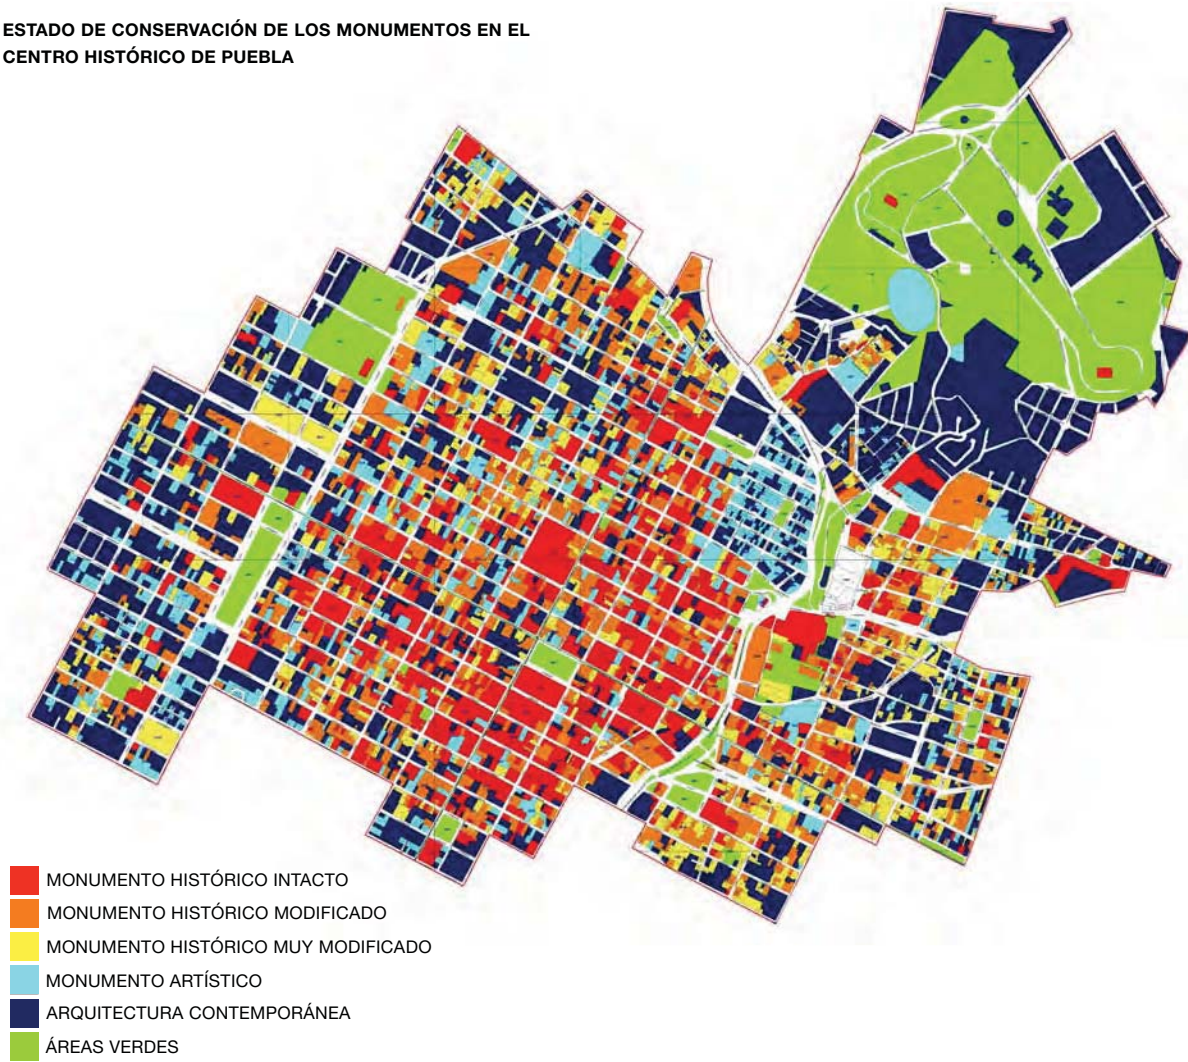 ESTADO DE CONSERVACIÓN DE LOS MONUMENTOS EN EL
CENTRO HISTÓRICO DE PUEBLA
MONUMENTO HISTÓRICO INTACTO
MONUMENTO HISTÓRICO MODIFICADO
MONUMENTO HISTÓRICO MUY MODIFICADO
MONUMENTO ARTÍSTICO
ARQUITECTURA CONTEMPORÁNEA
ÁREAS VERDES